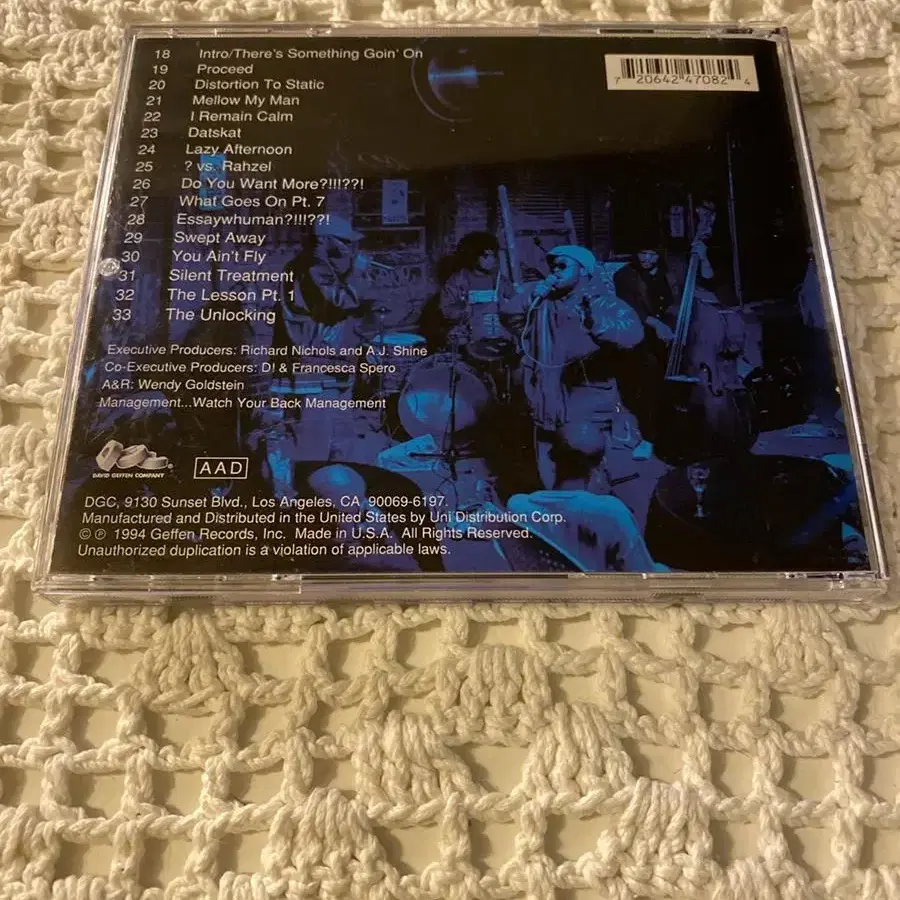 18 Intro/There's Something Goin' On
19 Proceed
20 Distortion To Static
21 Mellow My Man
22 I Remain Calm
23 Datskat
24 Lazy Afternoon
25 ? vs. Rahzel
26 Do You Want More?!!!??!
27 What Goes On Pt. 7
28 Essaywhuman?!!!??!
29 Swept Away
30 You Ain't Fly
31 Silent Treatment
32 The Lesson Pt. 1
33 The Unlocking
7 20642 47082 4
Executive Producers: Richard Nichols and A.J. Shine
Co-Executive Producers: D! & Francesca Spero
A&R: Wendy Goldstein
Management...Watch Your Back Management
DAVID GEFFEN COMPANY
AAD
DGC, 9130 Sunset Blvd., Los Angeles, CA 90069-6197.
Manufactured and Distributed in the United States by Uni Distribution Corp.
© ℗ 1994 Geffen Records, Inc. Made in U.S.A. All Rights Reserved.
Unauthorized duplication is a violation of applicable laws.